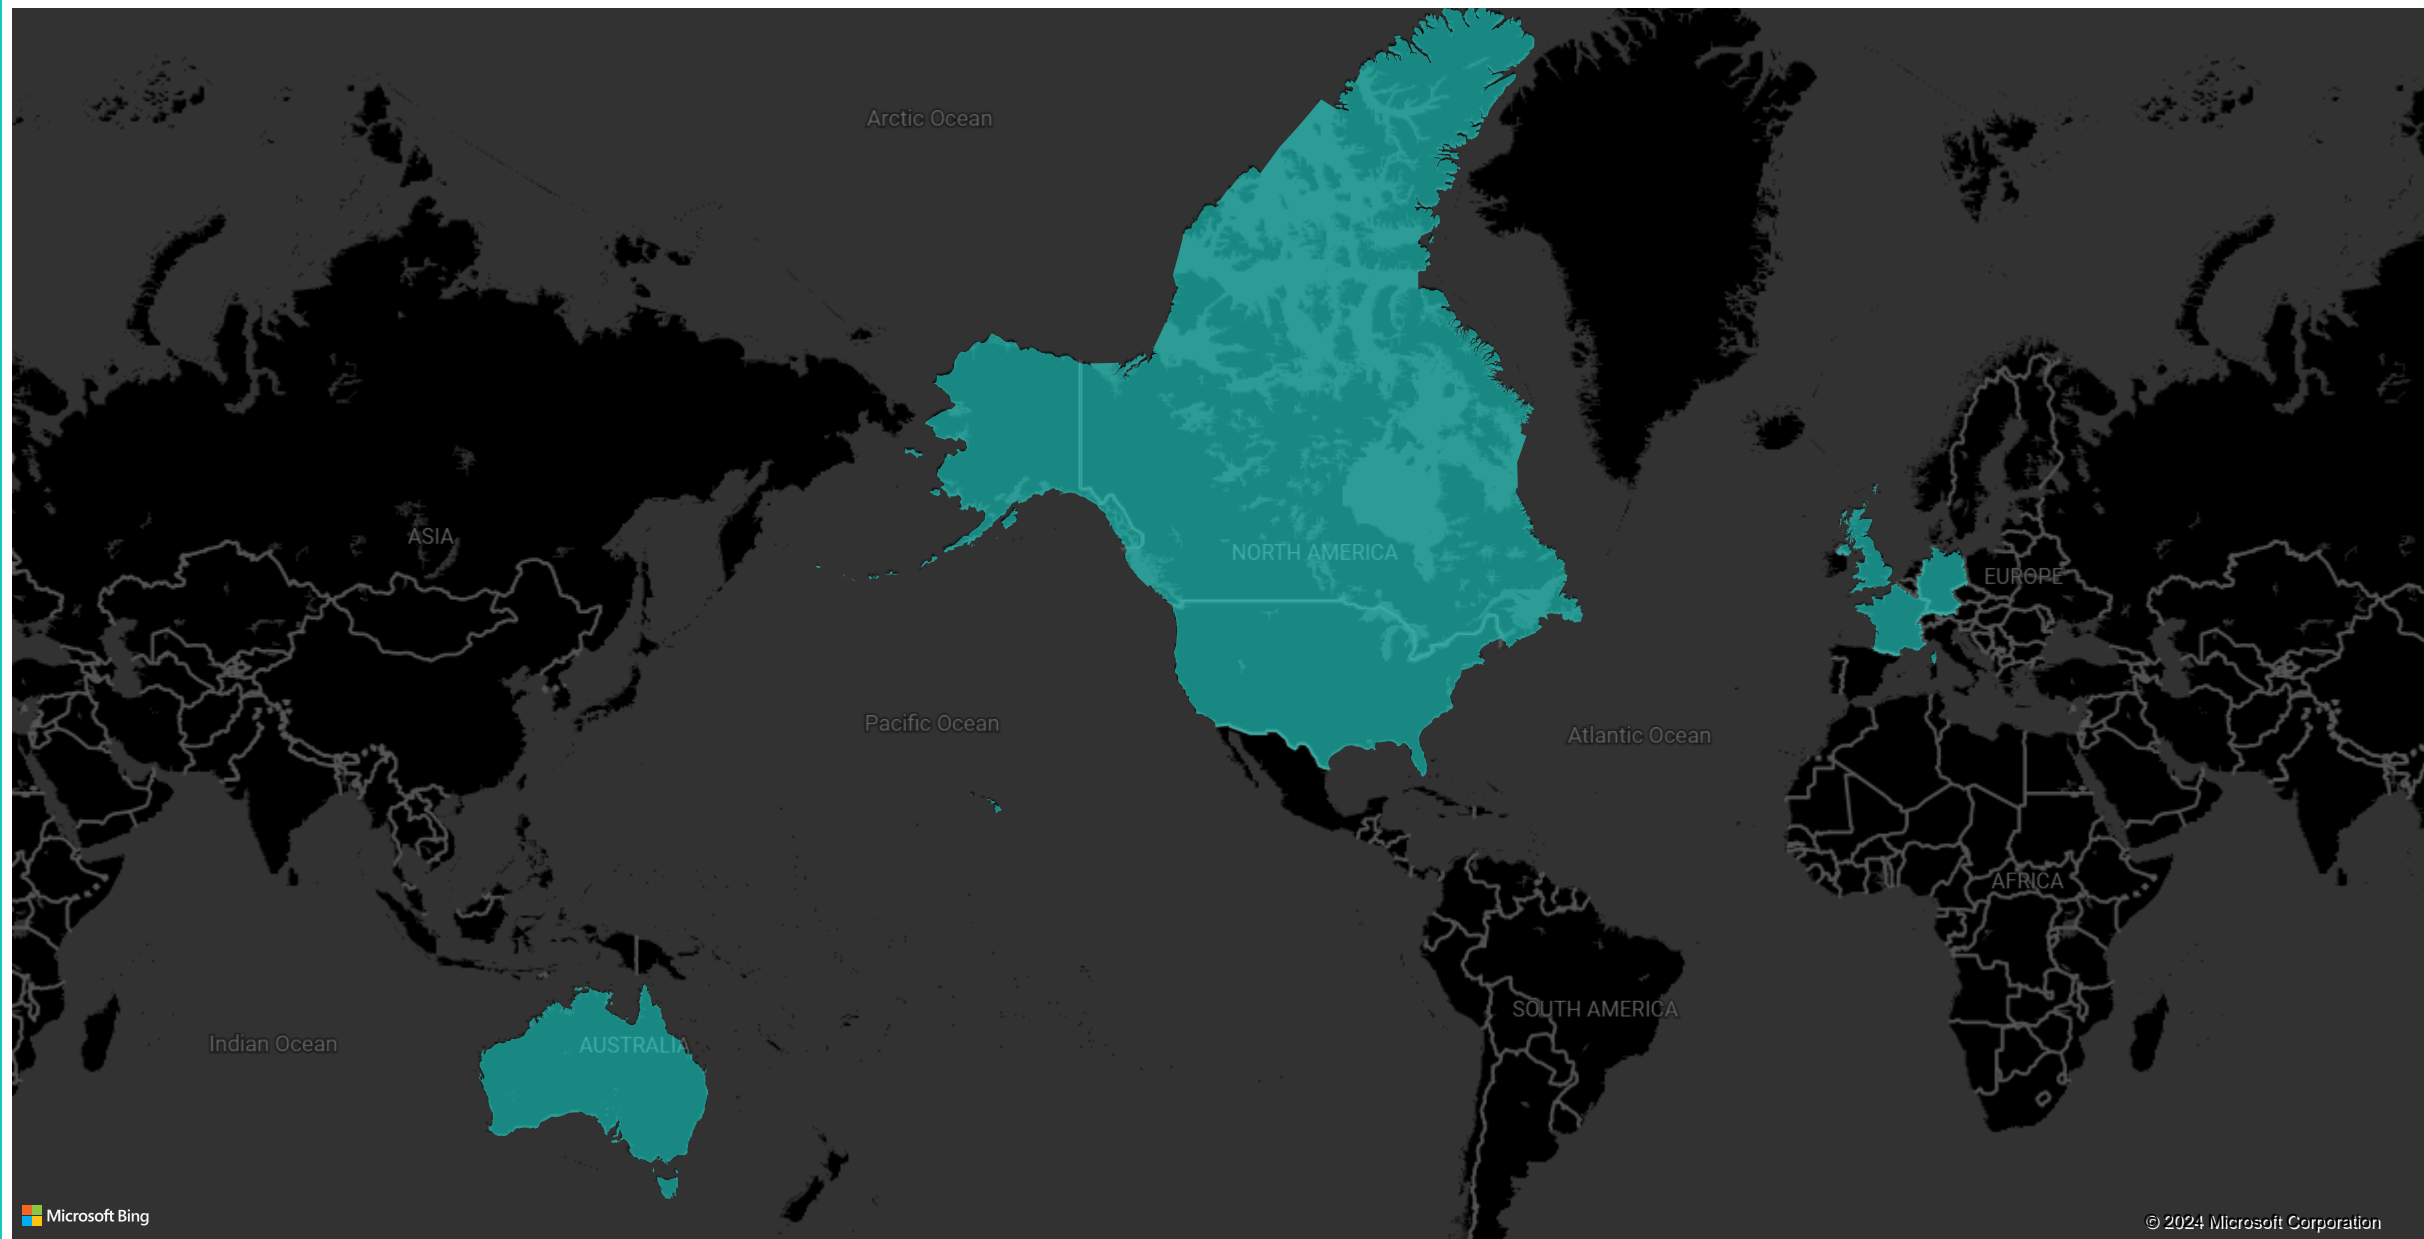 Arctic Ocean
ASIA
NORTH AMERICA
EUROPE
Pacific Ocean
Atlantic Ocean
AFRICA
SOUTH AMERICA
Indian Ocean
AUSTRALIA
Microsoft Bing
© 2024 Microsoft Corporation